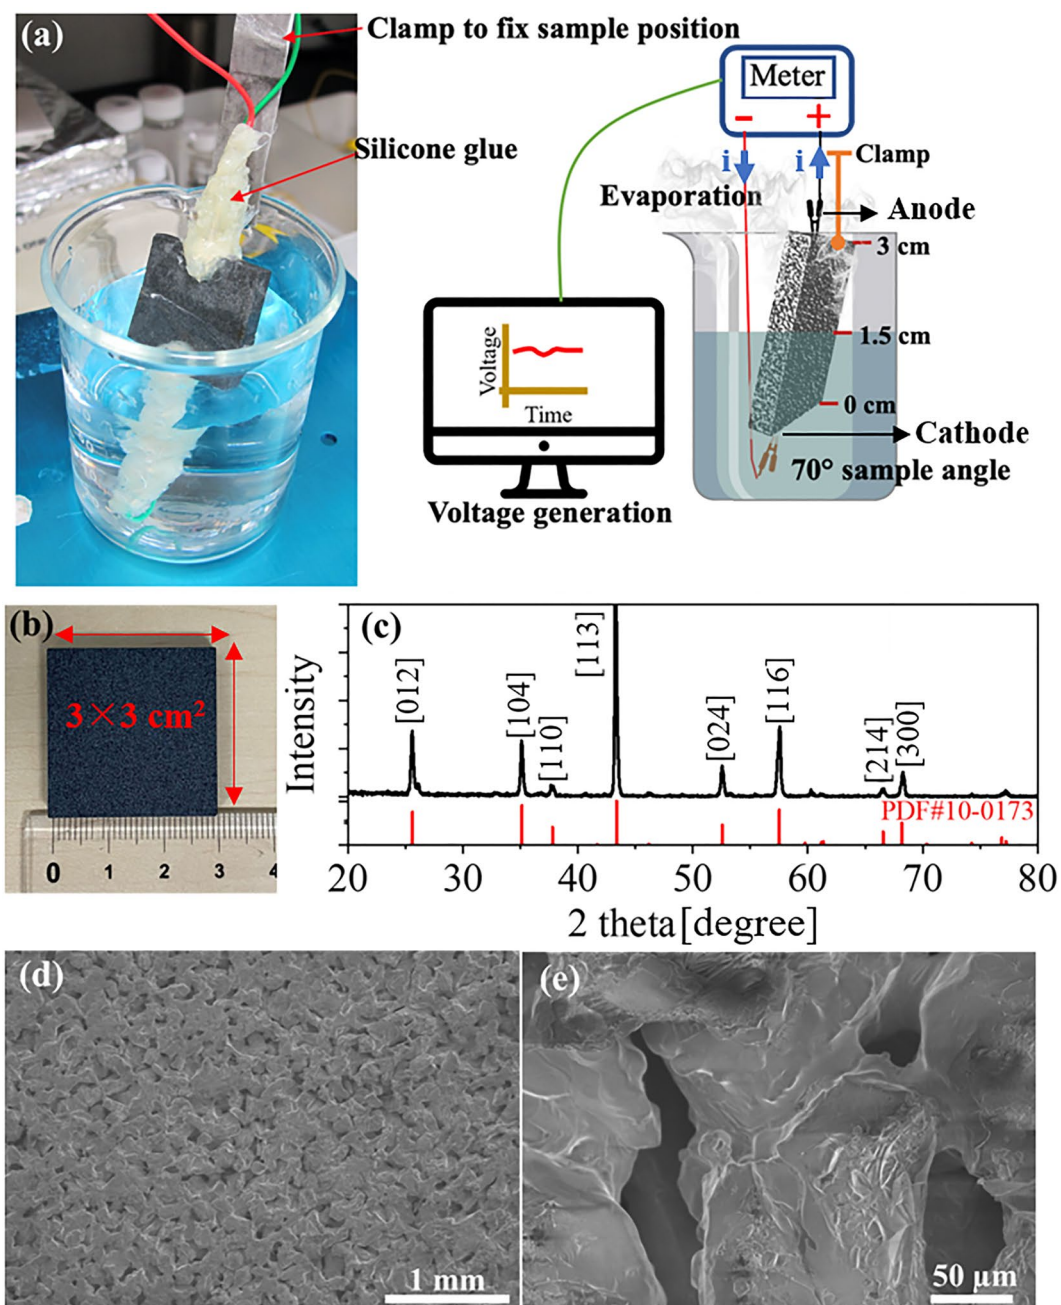 (a)
Clamp to fix sample position
Silicone glue
Meter
- +
i i
Clamp
Evaporation
Anode
3 cm
1.5 cm
0 cm
Cathode
70° sample angle
Voltage
Time
Voltage generation
(b)
3×3 cm²
0 1 2 3 4
(c)
Intensity
[012]
[104]
[110]
[113]
[024]
[116]
[214]
[300]
PDF#10-0173
20 30 40 50 60 70 80
2 theta[degree]
(d)
1 mm
(e)
50 µm